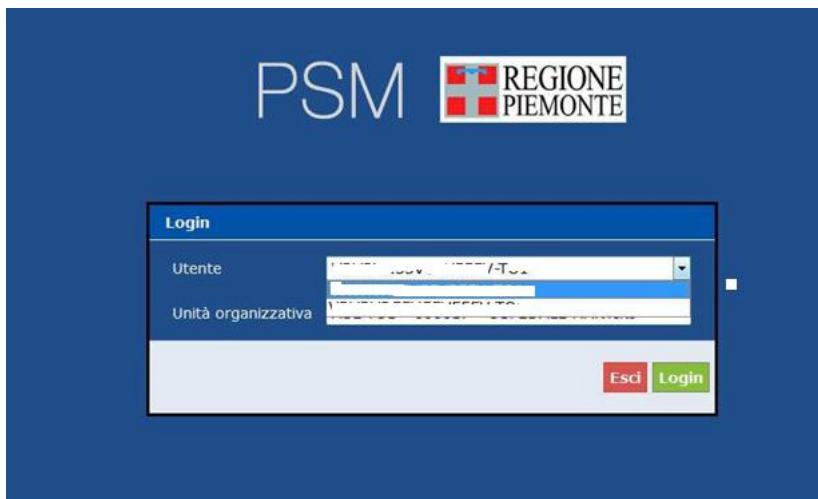 PSM
REGIONE
PIEMONTE
Login
Utente
Unità organizzativa
Esci Login